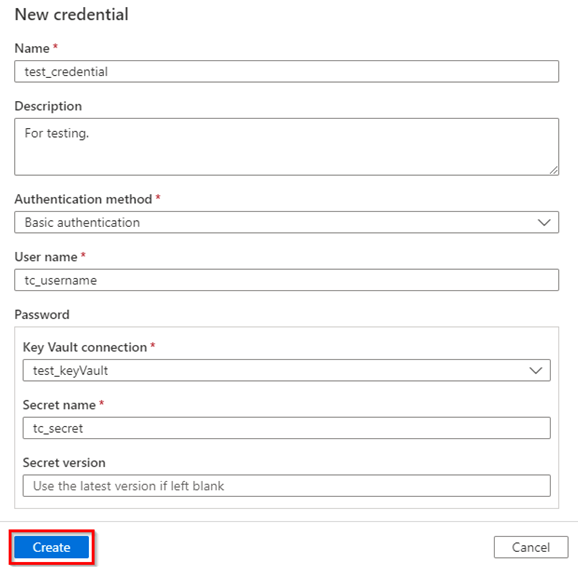 New credential
Name *
test_credential
Description
For testing.
Authentication method *
Basic authentication
User name *
tc_username
Password
Key Vault connection *
test_keyVault
Secret name *
tc_secret
Secret version
Use the latest version if left blank
Create Cancel